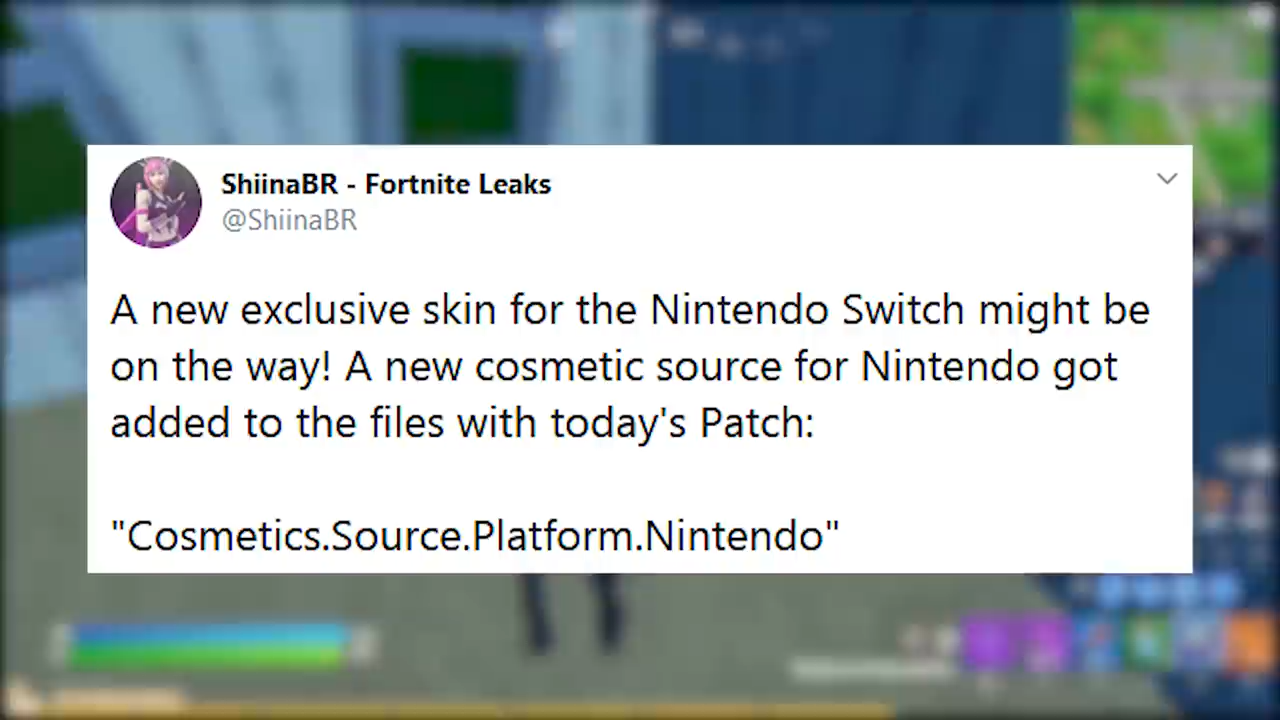 ShiinaBR - Fortnite Leaks
@ShiinaBR
A new exclusive skin for the Nintendo Switch might be
on the way! A new cosmetic source for Nintendo got
added to the files with today's Patch:
"Cosmetics.Source.Platform.Nintendo"